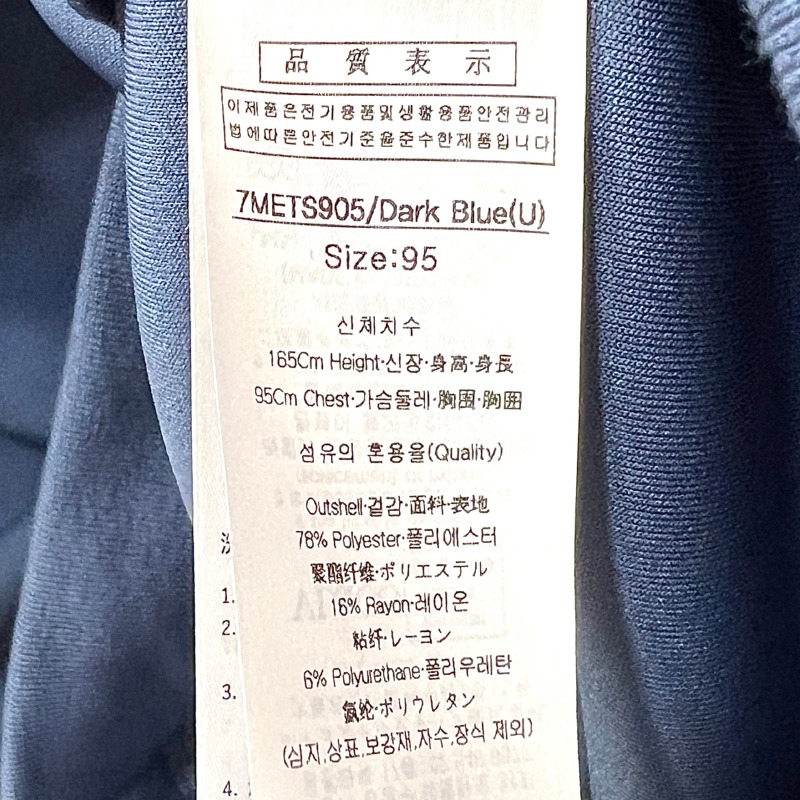 品質表示
이제품은전기용품및생활용품안전관리
법에따른안전기준을준수한제품입니다
7METS905/Dark Blue(U)
Size:95
신체치수
165Cm Height·신장·身高·身長
95Cm Chest·가슴둘레·胸围·胸囲
섬유의 혼용율(Quality)
Outshell·겉감·面料·表地
78% Polyester·폴리에스터
聚酯纤维·ポリエステル
16% Rayon·레이온
粘纤·レーヨン
6% Polyurethane·폴리우레탄
氨纶·ポリウレタン
(심지,상표,보강재,자수,장식 제외)
1.
2.
3.
4.